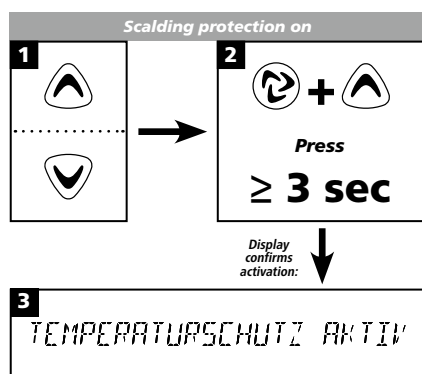 Scalding protection on
1
2
+
Press
≥ 3 sec
Display
confirms
activation:
3
TEMPERATURSCHUTZ AKTIV